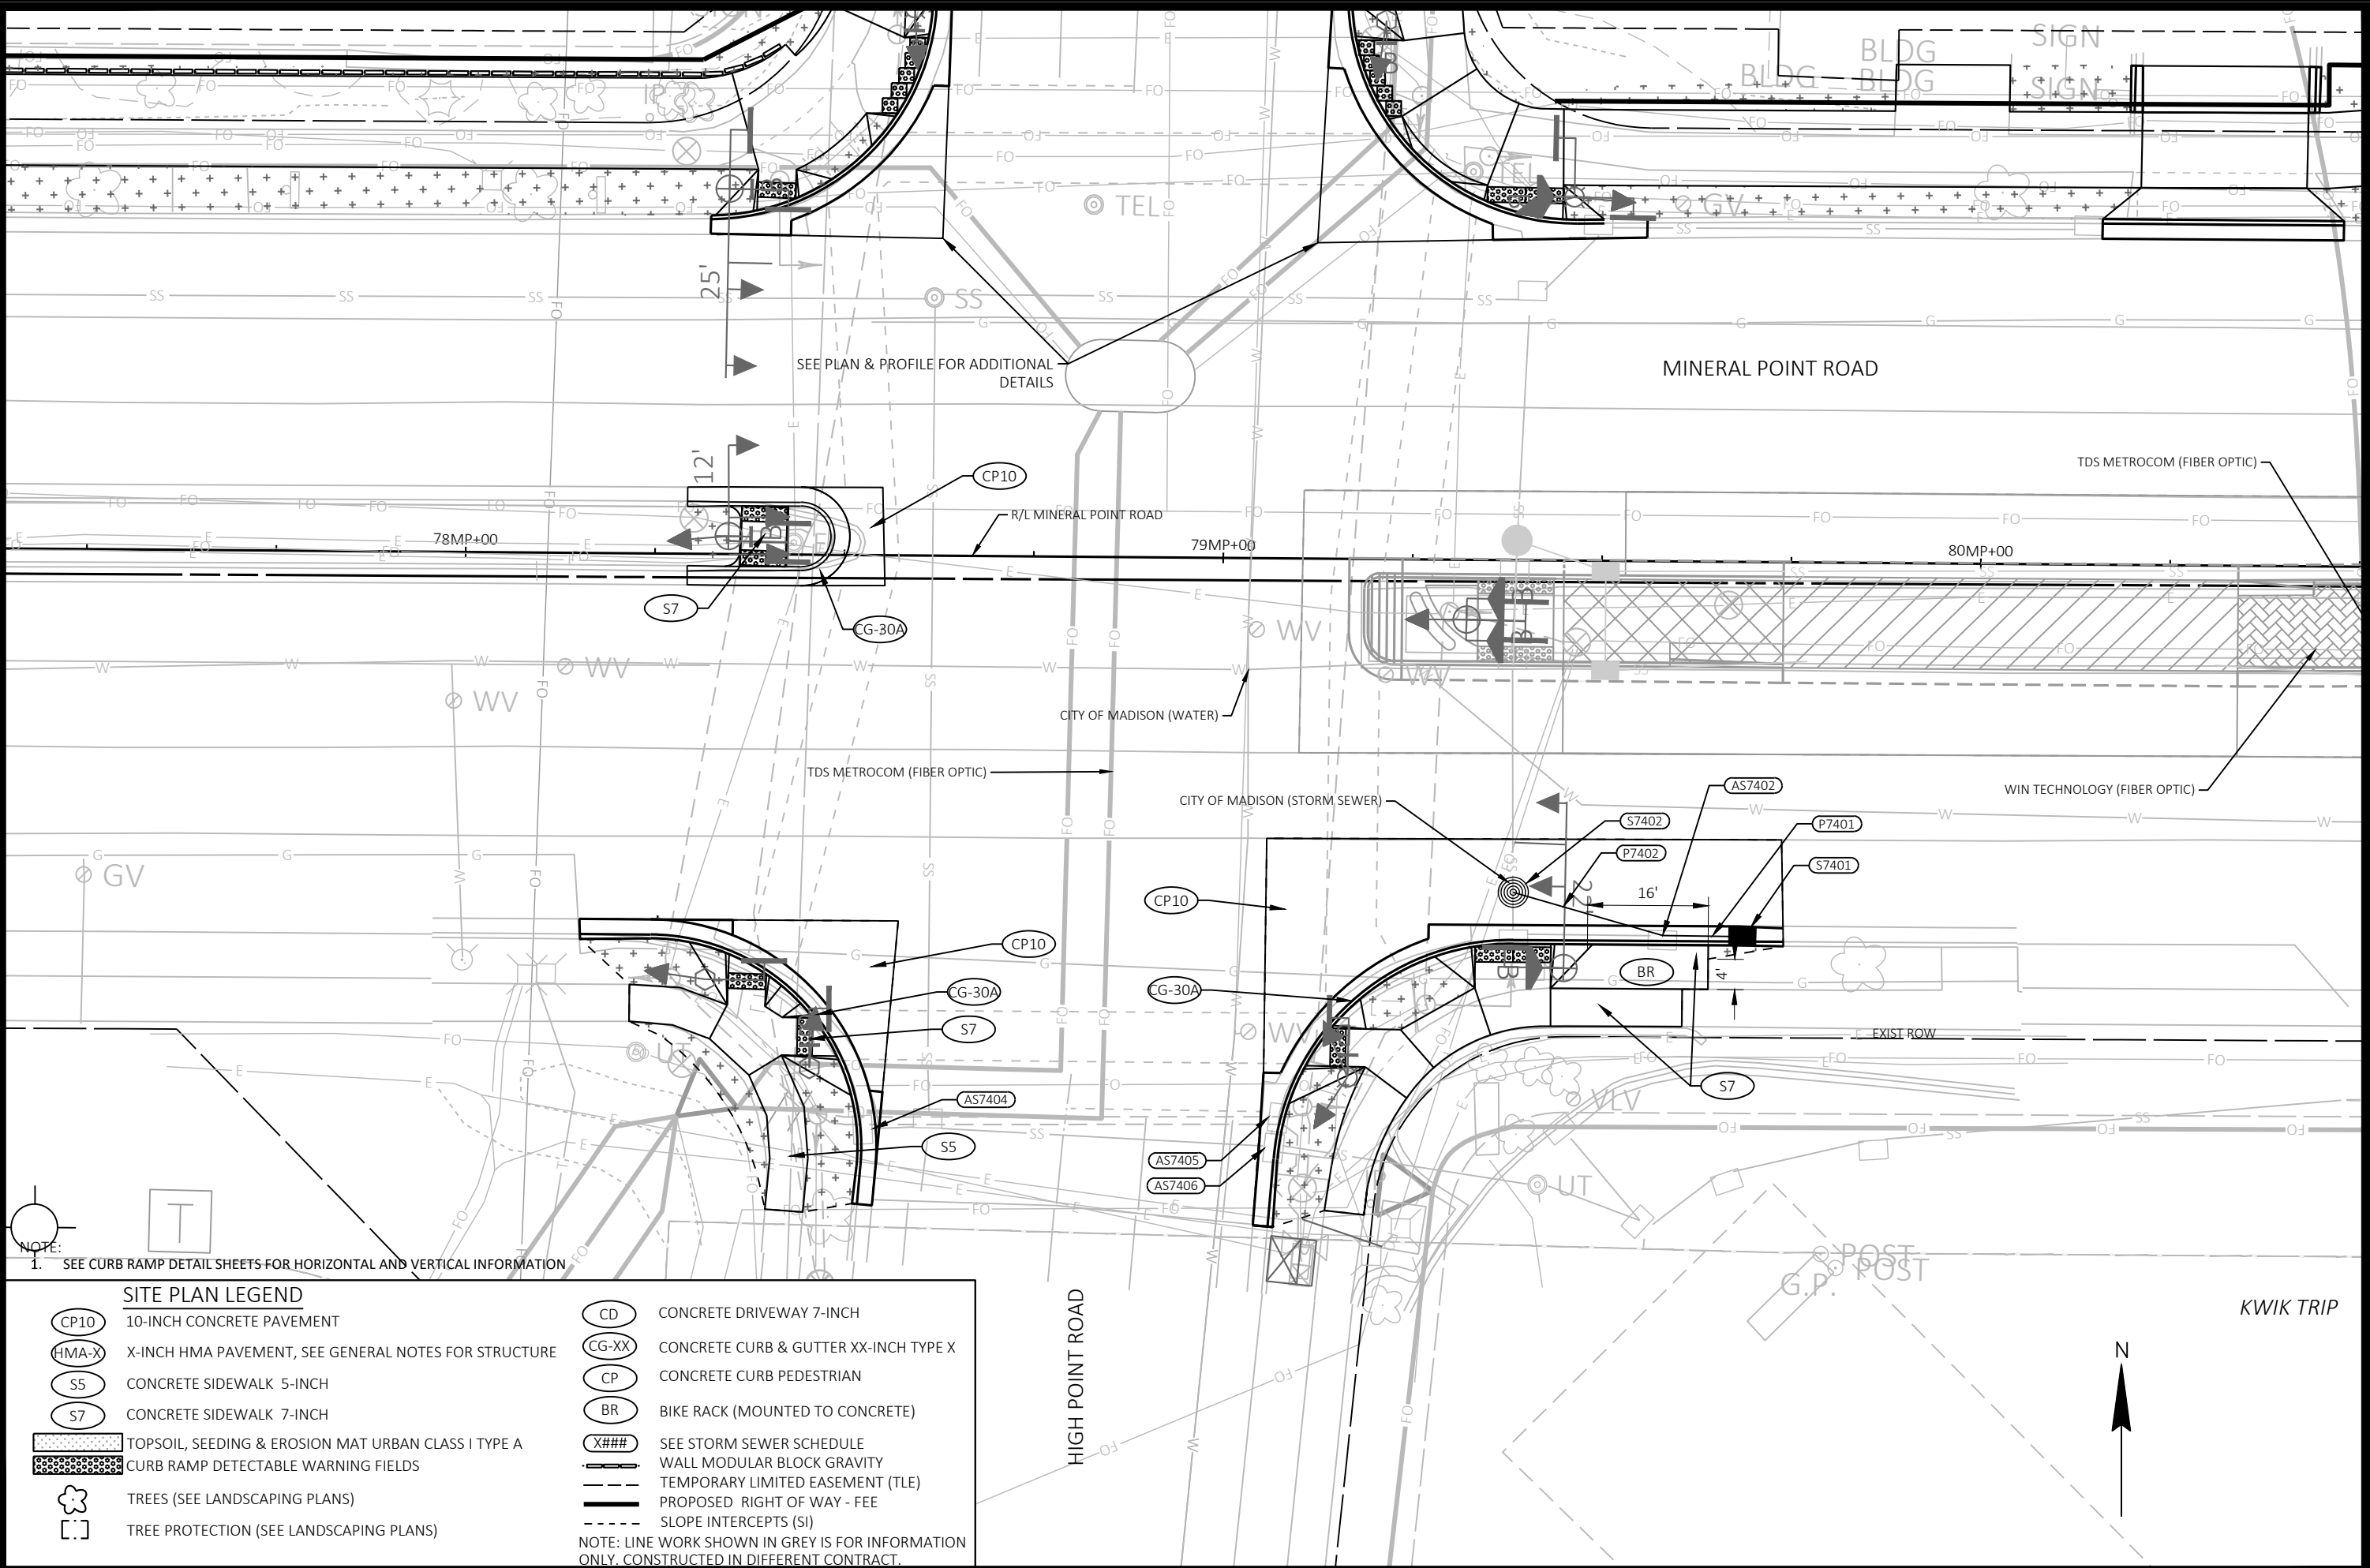 SIGN
BLDG
SIGN
BLDG
BLDG
SIGN
TEL
TEL
GV
25'
SS
SEE PLAN & PROFILE FOR ADDITIONAL
DETAILS
MINERAL POINT ROAD
12'
CP10
TDS METROCOM (FIBER OPTIC)
R/L MINERAL POINT ROAD
78MP+00
79MP+00
80MP+00
S7
CG-30A
WV
WV
WV
WV
CITY OF MADISON (WATER)
TDS METROCOM (FIBER OPTIC)
CITY OF MADISON (STORM SEWER)
AS7402
WIN TECHNOLOGY (FIBER OPTIC)
S7402
P7401
P7402
S7401
GV
CP10
16'
CP10
BR
4'
CG-30A
CG-30A
S7
WV
EXIST ROW
UT
S7
VLV
AS7404
S5
AS7405
AS7406
UT
T
POST
POST
G.P.
KWIK TRIP
N
HIGH POINT ROAD
NOTE:
1. SEE CURB RAMP DETAIL SHEETS FOR HORIZONTAL AND VERTICAL INFORMATION
SITE PLAN LEGEND
CP10 10-INCH CONCRETE PAVEMENT
HMA-X X-INCH HMA PAVEMENT, SEE GENERAL NOTES FOR STRUCTURE
S5 CONCRETE SIDEWALK 5-INCH
S7 CONCRETE SIDEWALK 7-INCH
TOPSOIL, SEEDING & EROSION MAT URBAN CLASS I TYPE A
CURB RAMP DETECTABLE WARNING FIELDS
TREES (SEE LANDSCAPING PLANS)
TREE PROTECTION (SEE LANDSCAPING PLANS)
CD CONCRETE DRIVEWAY 7-INCH
CG-XX CONCRETE CURB & GUTTER XX-INCH TYPE X
CP CONCRETE CURB PEDESTRIAN
BR BIKE RACK (MOUNTED TO CONCRETE)
X### SEE STORM SEWER SCHEDULE
WALL MODULAR BLOCK GRAVITY
TEMPORARY LIMITED EASEMENT (TLE)
PROPOSED RIGHT OF WAY - FEE
SLOPE INTERCEPTS (SI)
NOTE: LINE WORK SHOWN IN GREY IS FOR INFORMATION
ONLY. CONSTRUCTED IN DIFFERENT CONTRACT.